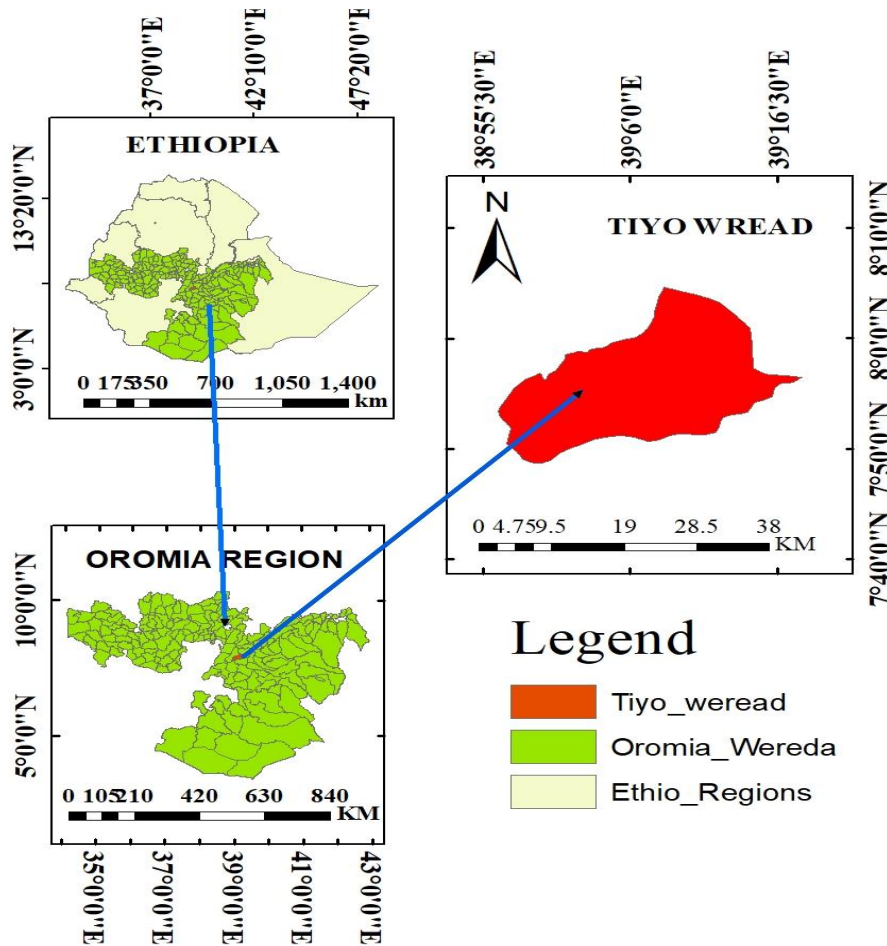 37°0'0"E 42°10'0"E 47°20'0"E
ETHIOPIA
13°20'0"N
3°0'0"N
0 175350 700 1,050 1,400
km
38°55'30"E 39°6'0"E 39°16'30"E
N
TIYO WREAD
8°10'0"N
8°0'0"N
7°50'0"N
7°40'0"N
0 4.759.5 19 28.5 38
KM
OROMIA REGION
10°0'0"N
5°0'0"N
0 105210 420 630 840
KM
35°0'0"E 37°0'0"E 39°0'0"E 41°0'0"E 43°0'0"E
Legend
Tiyo_weread
Oromia_Wereda
Ethio_Regions